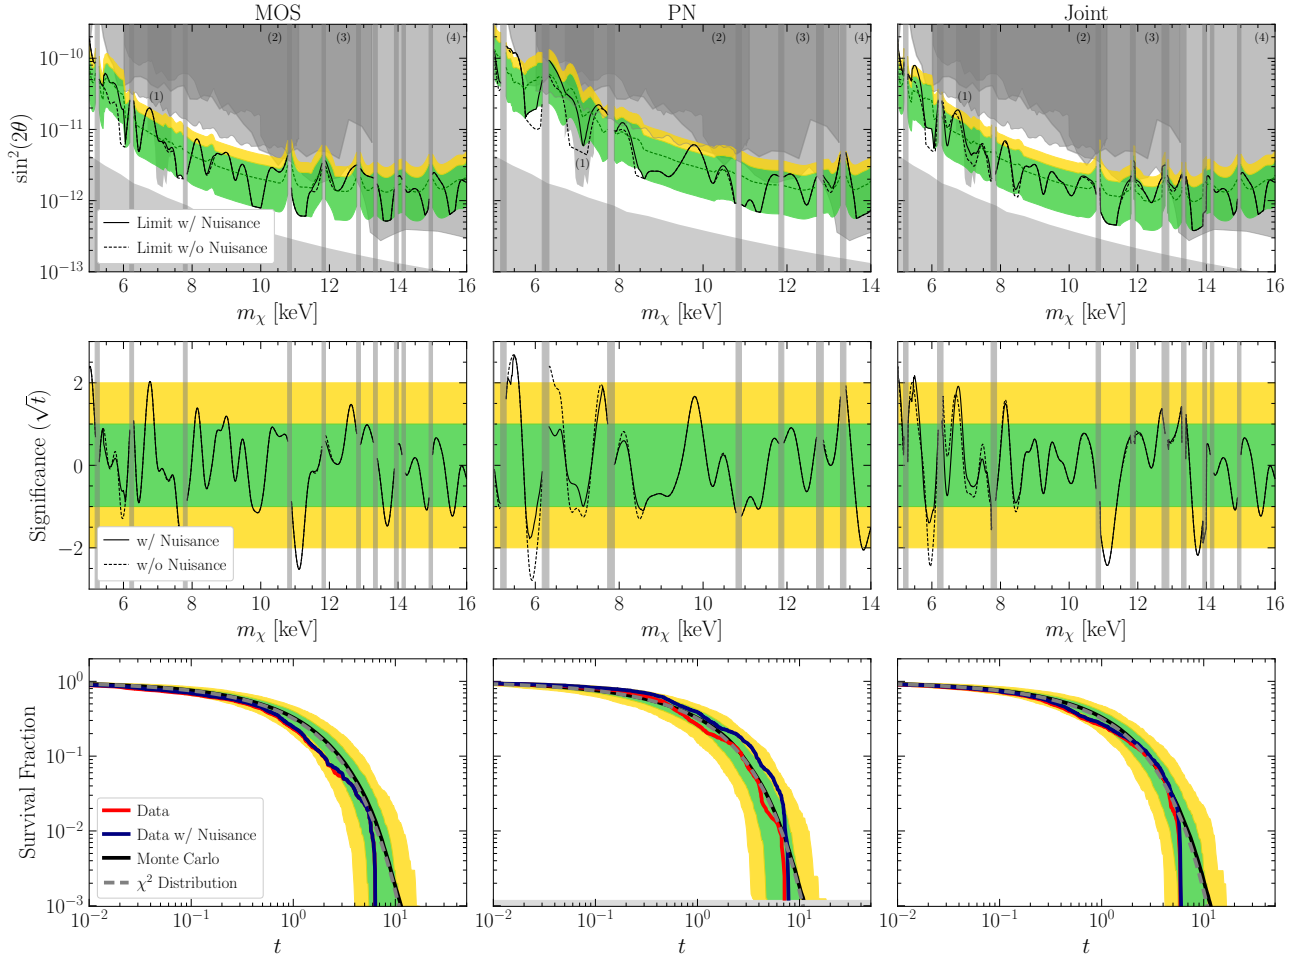 MOS
PN
Joint
sin²(2θ)
10⁻¹⁰
10⁻¹¹
10⁻¹²
10⁻¹³
(1)
(2)
(3)
(4)
Limit w/ Nuisance
Limit w/o Nuisance
6 8 10 12 14 16
m_χ [keV]
(1)
(2)
(3)
(4)
6 8 10 12 14
m_χ [keV]
(1)
(2)
(3)
(4)
6 8 10 12 14 16
m_χ [keV]
Significance (√t)
2
0
−2
w/ Nuisance
w/o Nuisance
6 8 10 12 14 16
m_χ [keV]
6 8 10 12 14
m_χ [keV]
6 8 10 12 14 16
m_χ [keV]
Survival Fraction
10⁰
10⁻¹
10⁻²
10⁻³
Data
Data w/ Nuisance
Monte Carlo
χ² Distribution
10⁻² 10⁻¹ 10⁰ 10¹
t
10⁻² 10⁻¹ 10⁰ 10¹
t
10⁻² 10⁻¹ 10⁰ 10¹
t